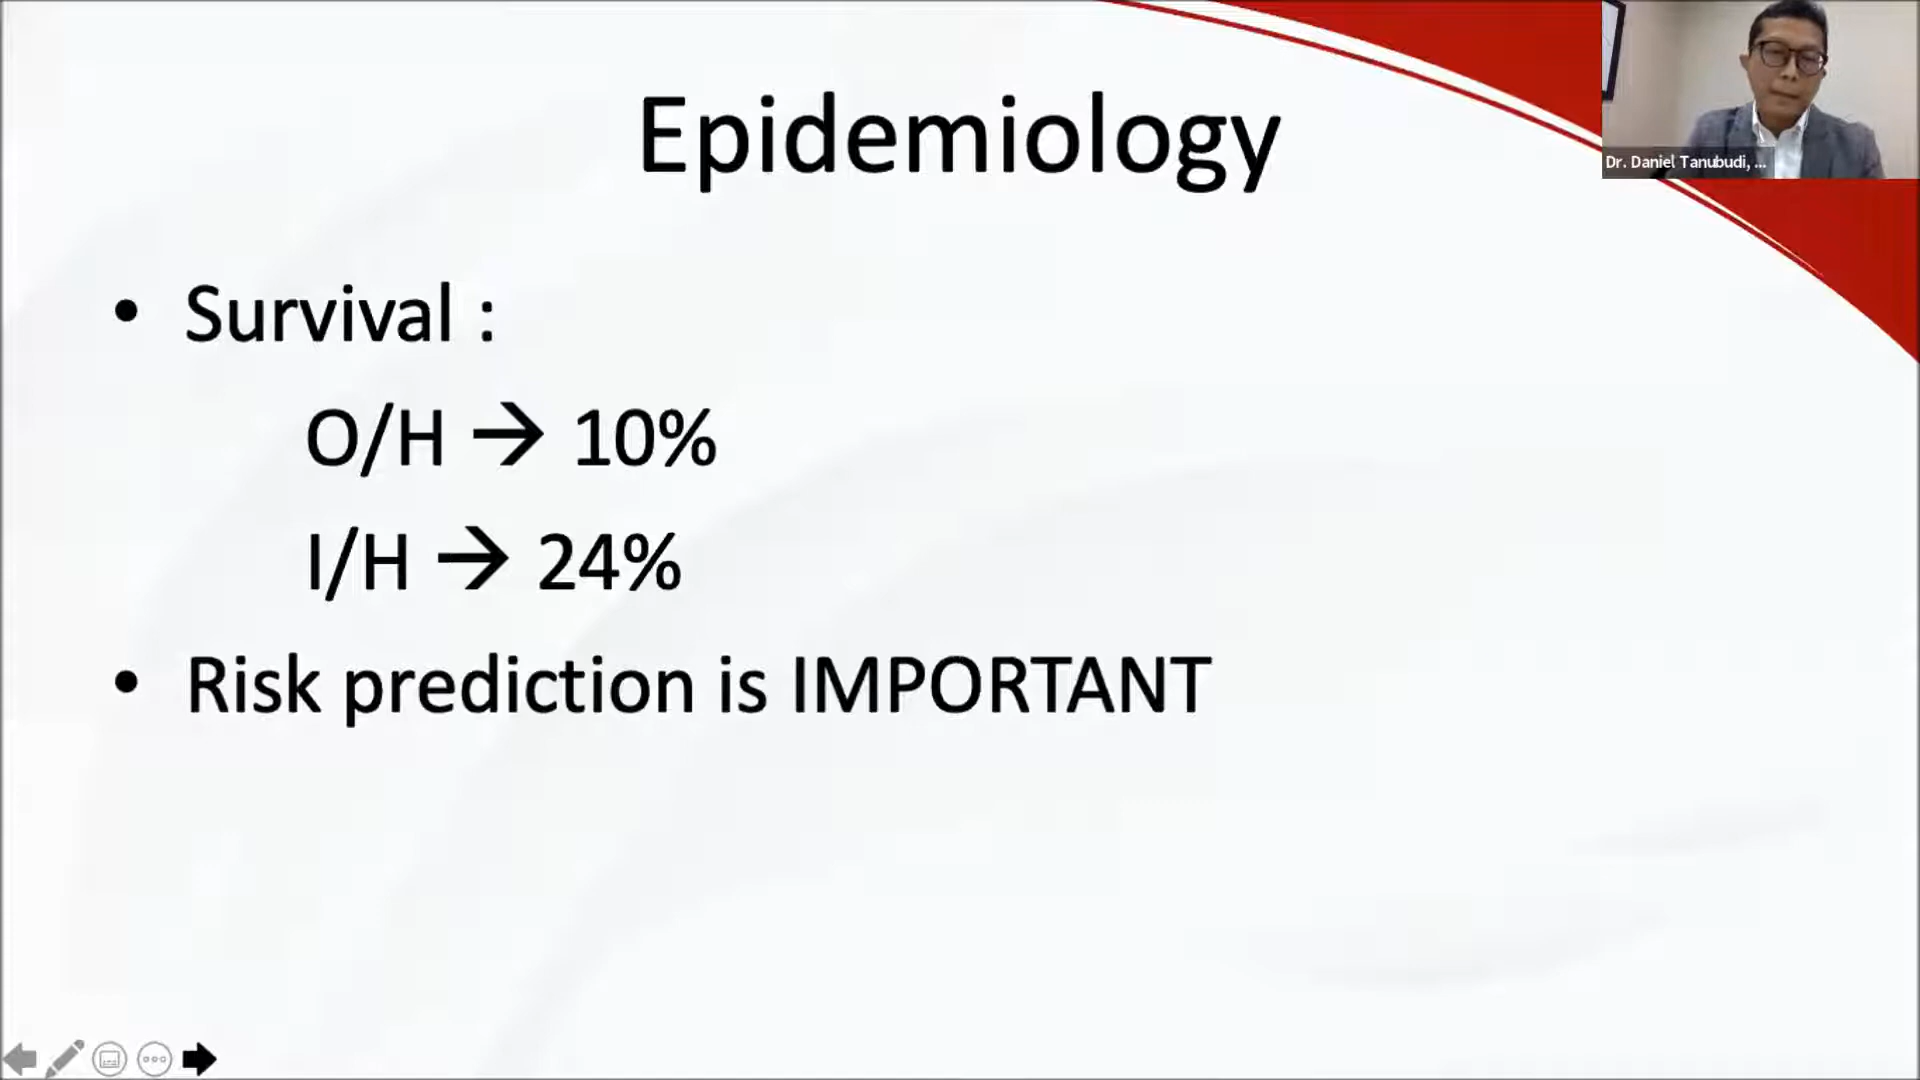 Epidemiology
Dr. Daniel Tanubudi, ...
• Survival :
O/H → 10%
I/H → 24%
• Risk prediction is IMPORTANT